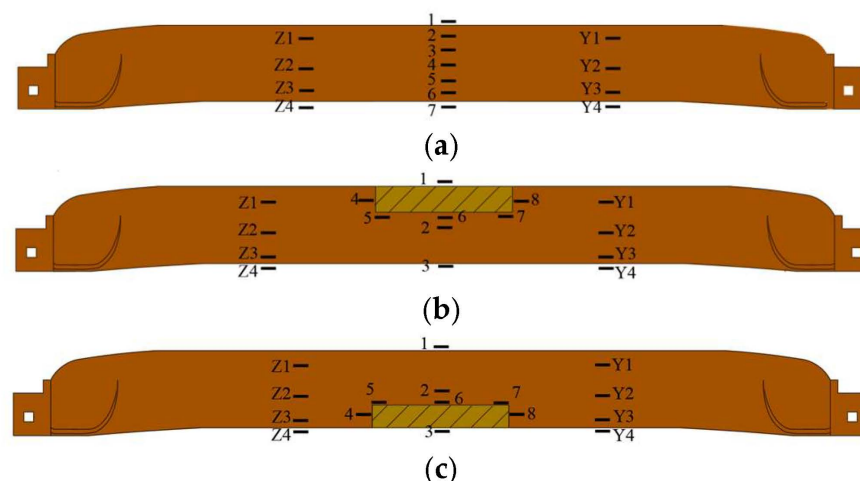 1
Z1 2 Y1
3
Z2 4 Y2
5
Z3 6 Y3
Z4 7 Y4
(a)
1
Z1 4 8 Y1
5 6 7
Z2 2 Y2
Z3 Y3
Z4 3 Y4
(b)
1
Z1 Y1
Z2 5 2 7 Y2
6
Z3 4 8 Y3
Z4 3 Y4
(c)